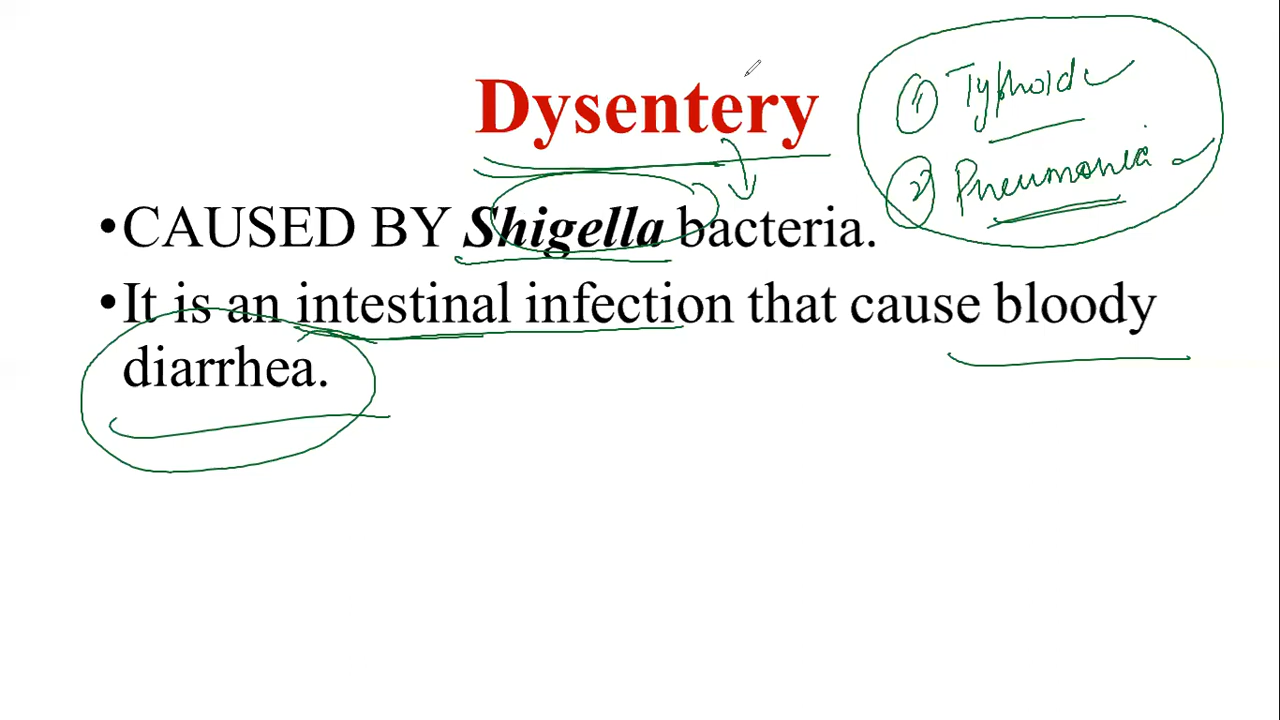 Dysentery
① Typhoid
② Pneumonia
•CAUSED BY Shigella bacteria.
•It is an intestinal infection that cause bloody
diarrhea.